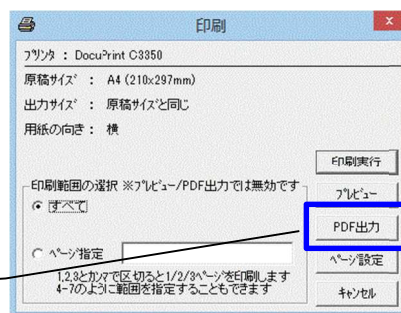 印刷
x
プリンタ : DocuPrint C3350
原稿サイズ : A4 (210x297mm)
出力サイズ : 原稿サイズと同じ
用紙の向き : 横
印刷実行
印刷範囲の選択 ※プレビュー/PDF出力では無効です
プレビュー
すべて
PDF出力
ページ指定
ページ設定
1,2,3とカンマで区切ると1/2/3ページを印刷します
4-7のように範囲を指定することもできます
キャンセル